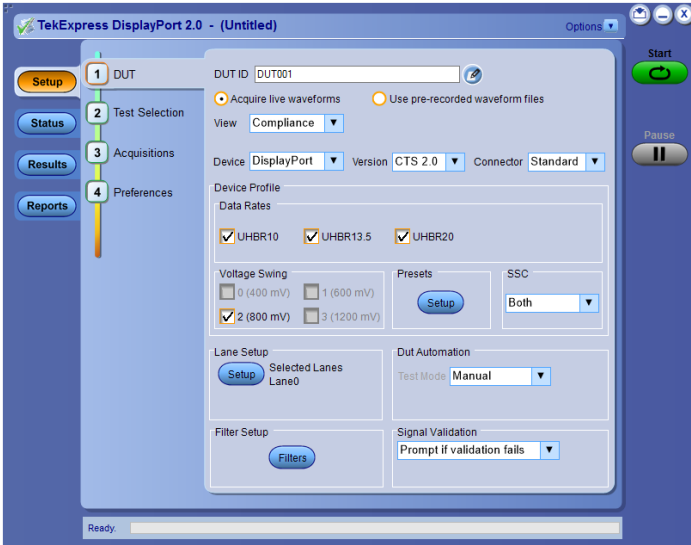 TekExpress DisplayPort 2.0 - (Untitled)
Options
Start
Pause
Setup
Status
Results
Reports
1 DUT
2 Test Selection
3 Acquisitions
4 Preferences
DUT ID DUT001
Acquire live waveforms Use pre-recorded waveform files
View Compliance
Device DisplayPort Version CTS 2.0 Connector Standard
Device Profile
Data Rates
UHBR10 UHBR13.5 UHBR20
Voltage Swing Presets SSC
0 (400 mV) 1 (600 mV)
Setup Both
2 (800 mV) 3 (1200 mV)
Lane Setup Dut Automation
Setup Selected Lanes
Lane0
Test Mode Manual
Filter Setup Signal Validation
Filters Prompt if validation fails
Ready.